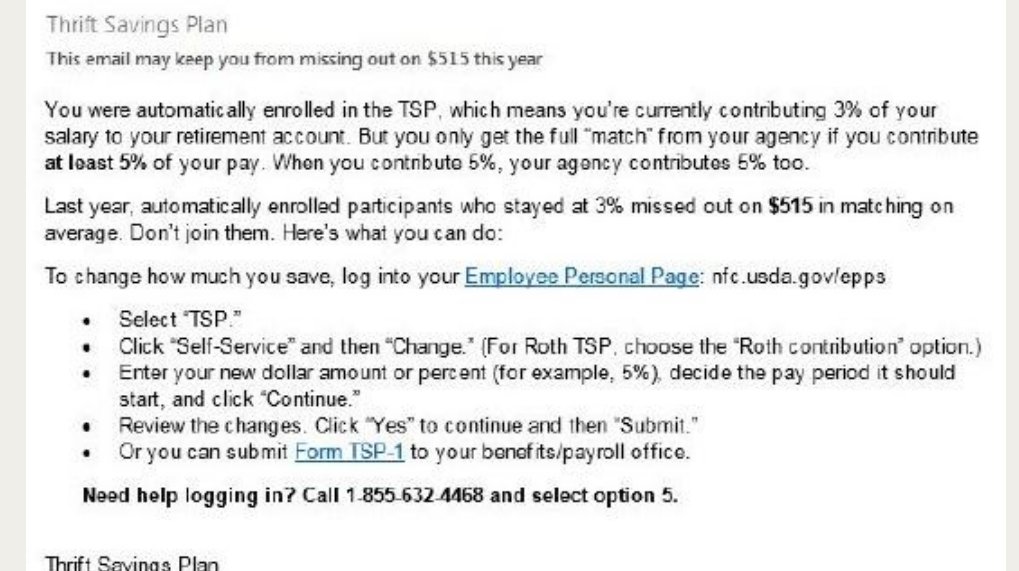 Thrift Savings Plan
This email may keep you from missing out on $515 this year
You were automatically enrolled in the TSP, which means you're currently contributing 3% of your
salary to your retirement account. But you only get the full "match" from your agency if you contribute
at least 5% of your pay. When you contribute 5%, your agency contributes 5% too.
Last year, automatically enrolled participants who stayed at 3% missed out on $515 in matching on
average. Don't join them. Here's what you can do:
To change how much you save, log into your Employee Personal Page: nfc.usda.gov/epps
• Select "TSP."
• Click "Self-Service" and then "Change." (For Roth TSP, choose the "Roth contribution" option.)
• Enter your new dollar amount or percent (for example, 5%), decide the pay period it should
start, and click "Continue."
• Review the changes. Click "Yes" to continue and then "Submit."
• Or you can submit Form TSP-1 to your benefits/payroll office.
Need help logging in? Call 1-855-632-4468 and select option 5.
Thrift Savings Plan